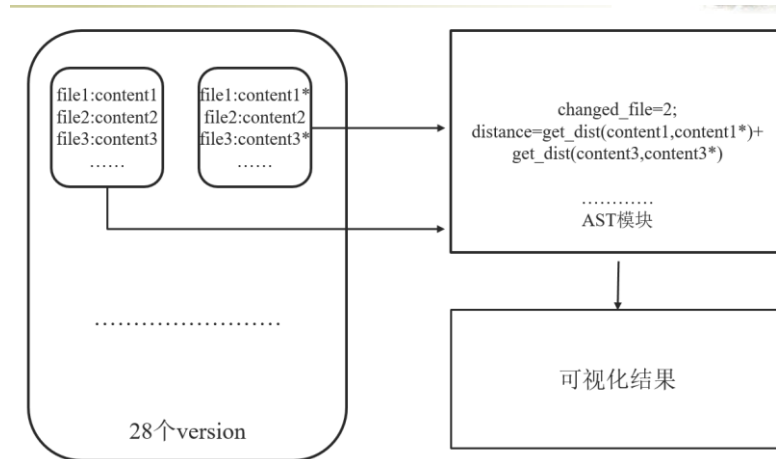 file1:content1
file2:content2
file3:content3
……
file1:content1*
file2:content2
file3:content3*
……
……………………
28个version
changed_file=2;
distance=get_dist(content1,content1*)+
get_dist(content3,content3*)
…………
AST模块
可视化结果